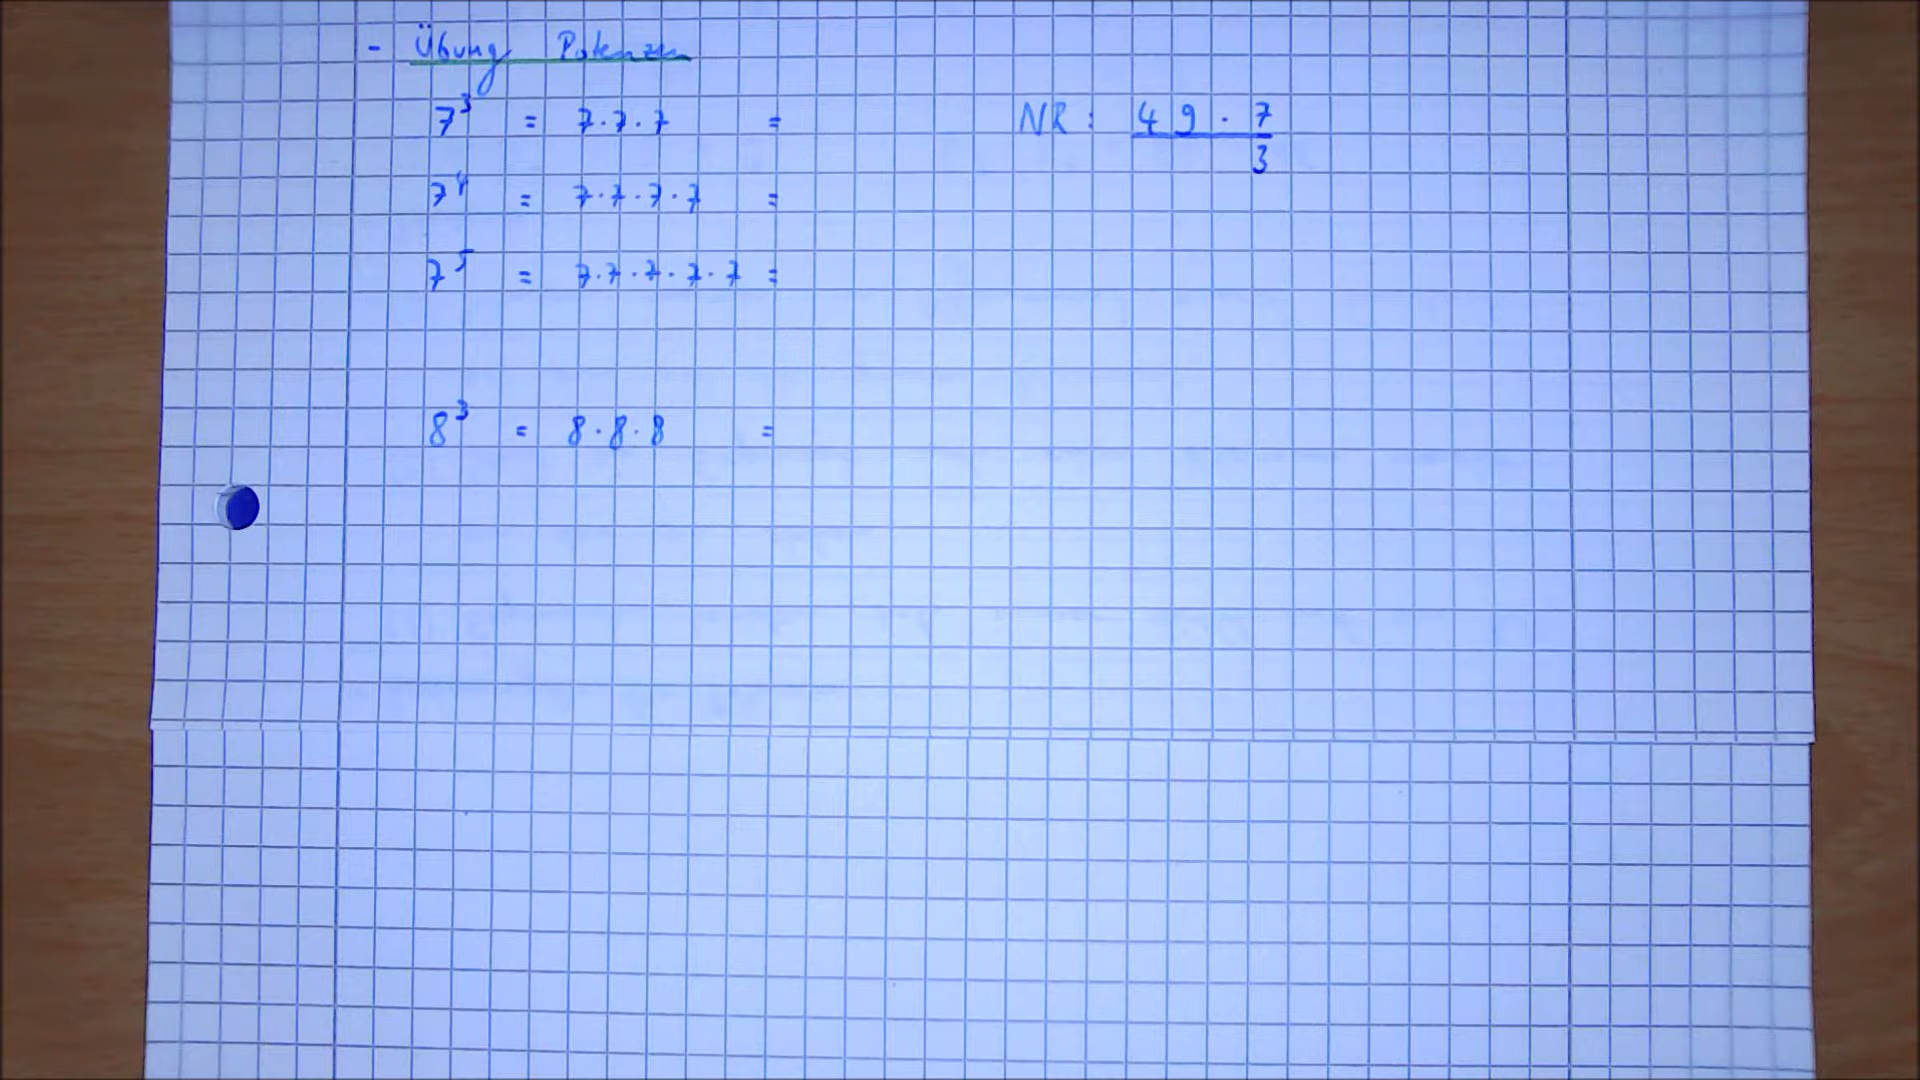 - Übung Potenzen
7³ = 7·7·7 =
NR: 49·7
3
7⁴ = 7·7·7·7 =
7⁵ = 7·7·7·7·7 =
8³ = 8·8·8 =